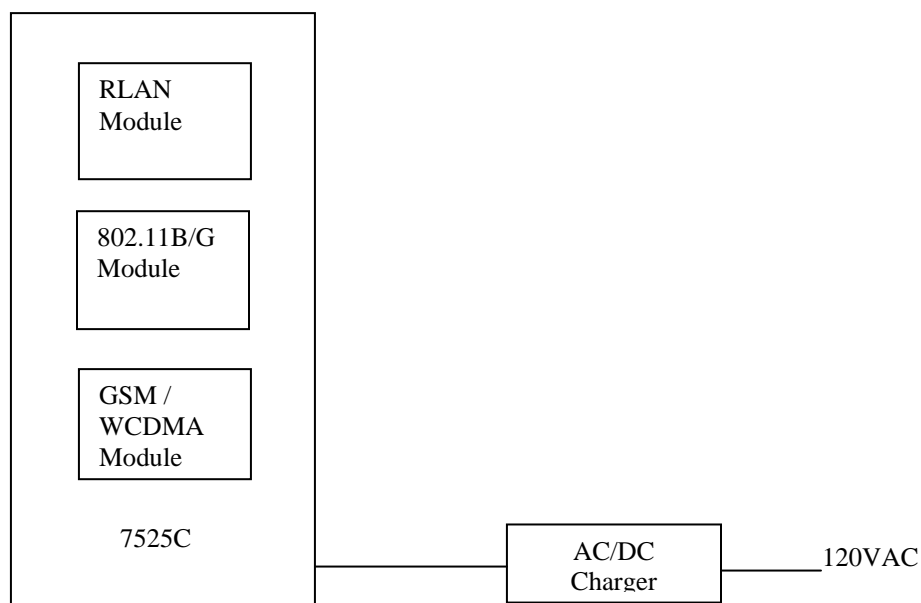 RLAN
Module
802.11B/G
Module
GSM /
WCDMA
Module
7525C
AC/DC
Charger
120VAC